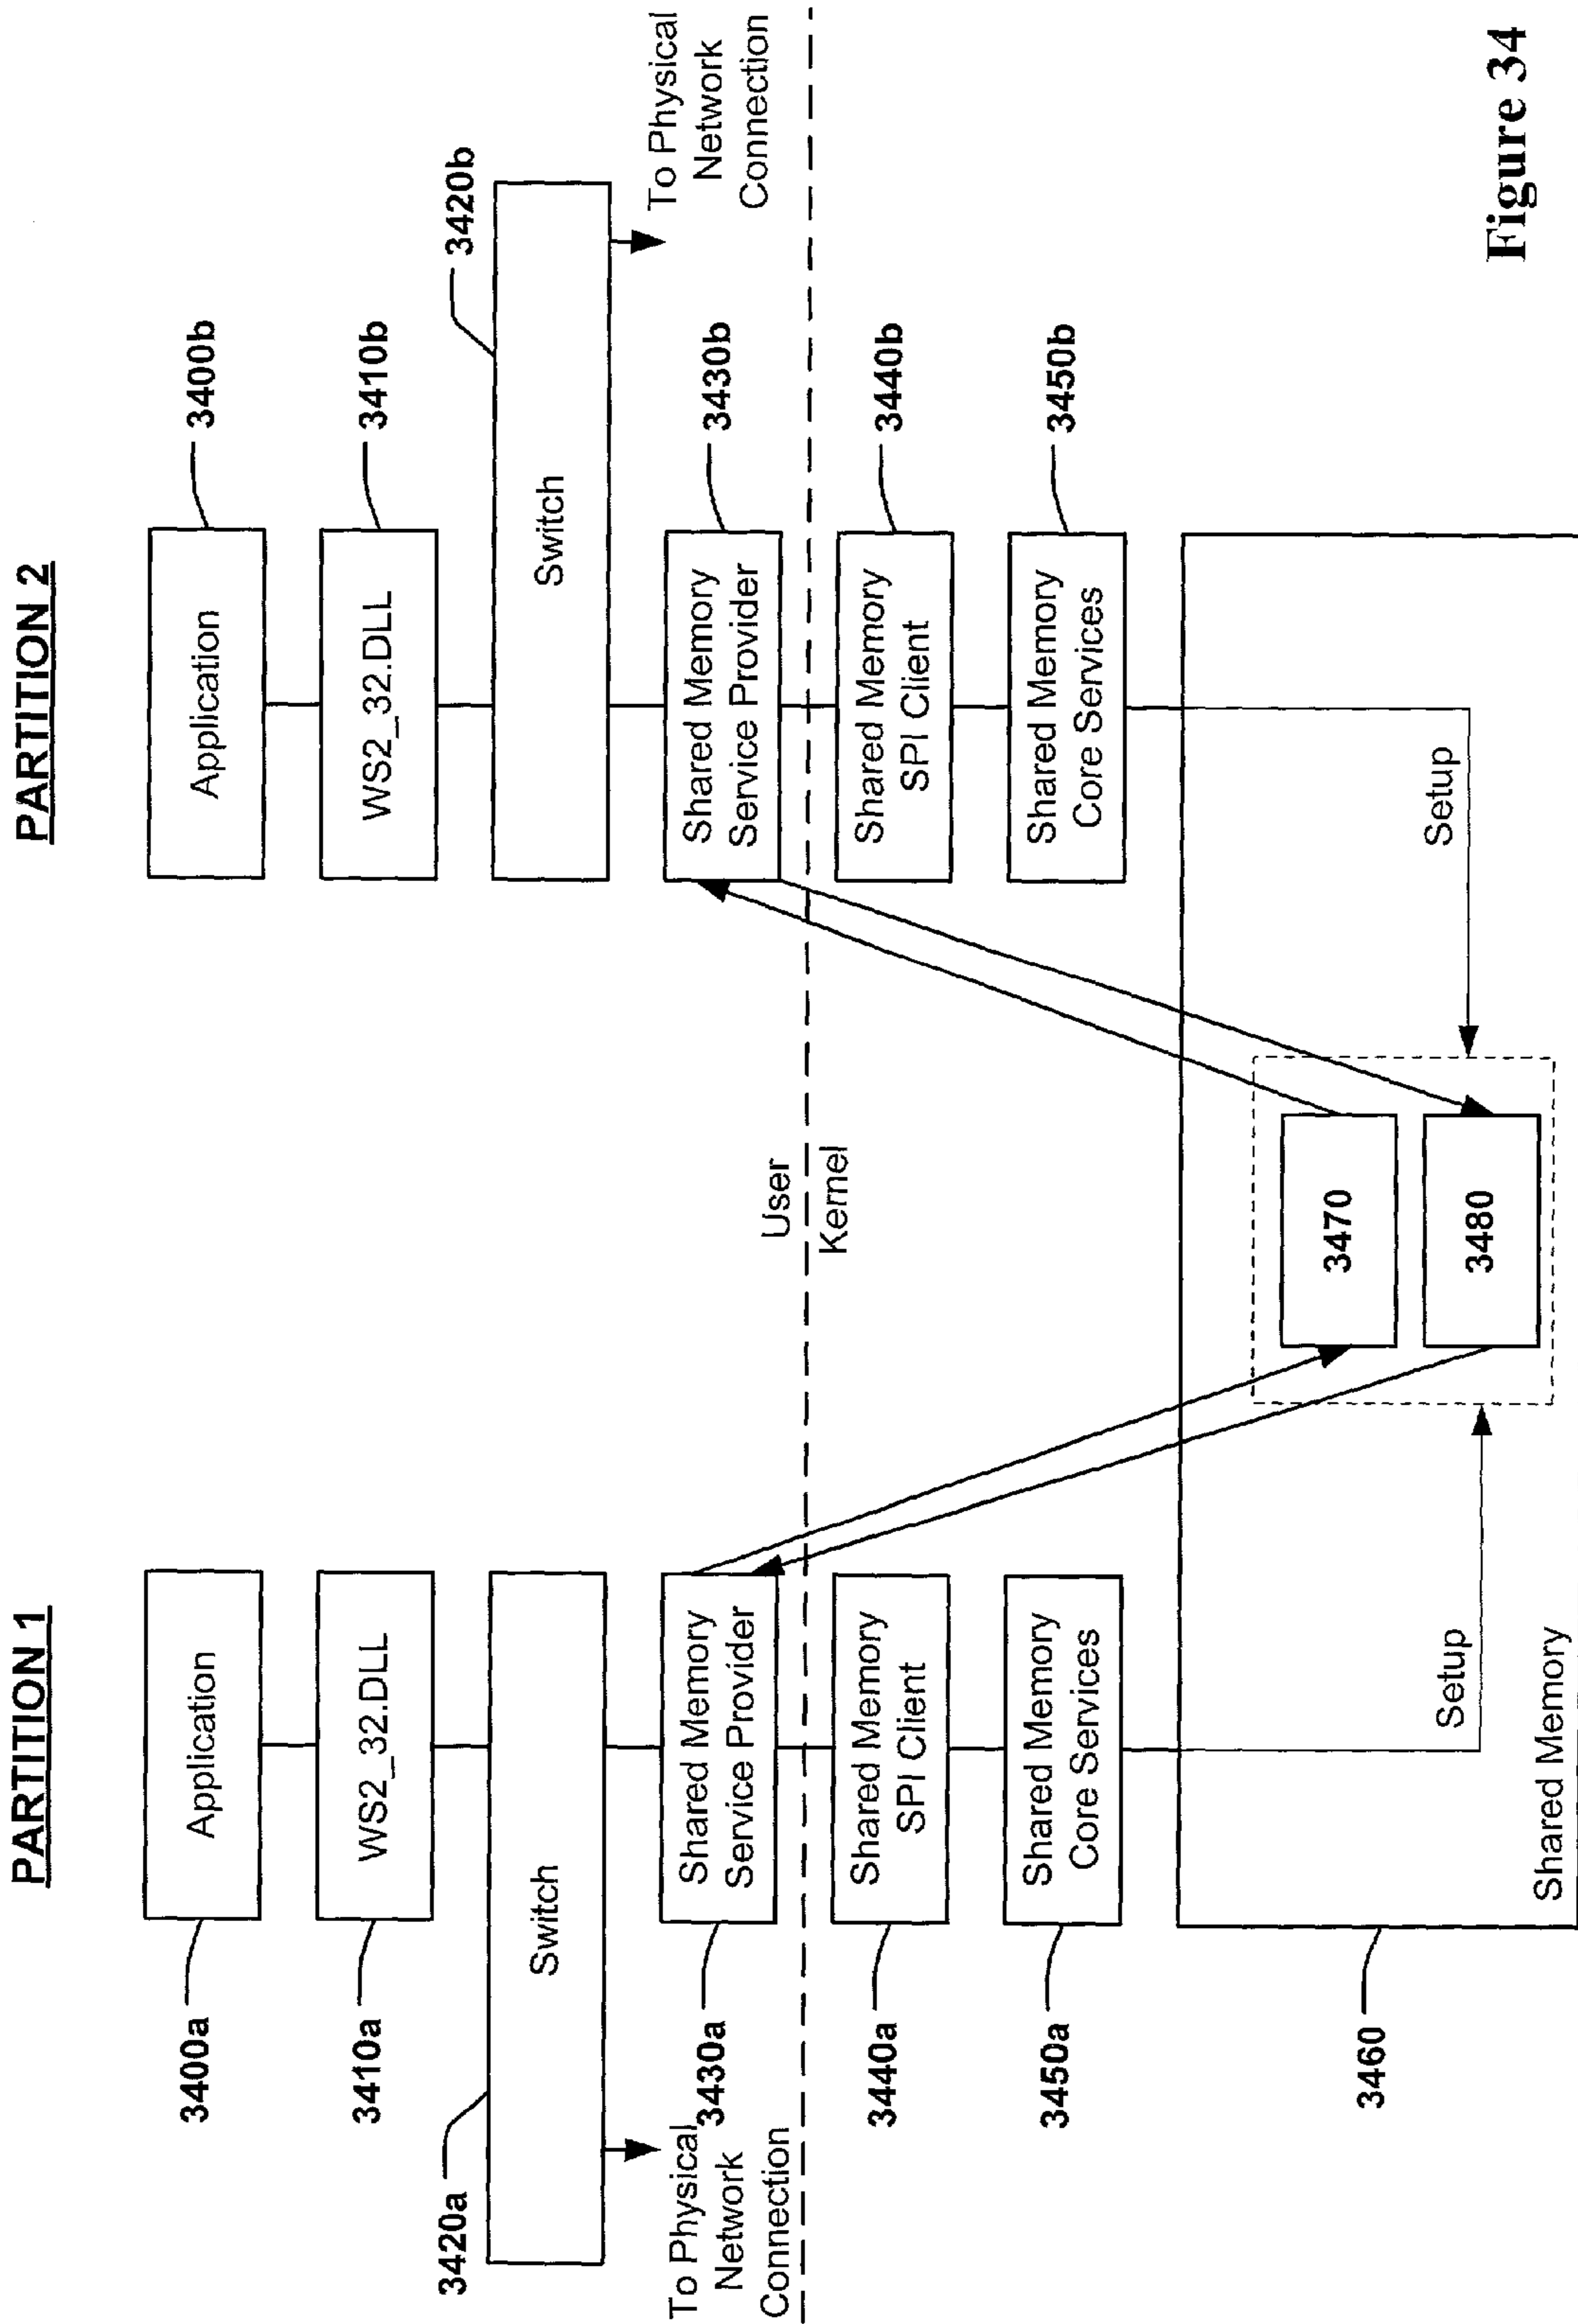 PARTITION 1
PARTITION 2
3400a
Application
Application
3400b
3410a
WS2_32.DLL
WS2_32.DLL
3410b
3420a
Switch
Switch
3420b
To Physical
Network
Connection
To Physical
Network
Connection
3430a
Shared Memory
Service Provider
Shared Memory
Service Provider
3430b
User
Kernel
3440a
Shared Memory
SPI Client
Shared Memory
SPI Client
3440b
3450a
Shared Memory
Core Services
Shared Memory
Core Services
3450b
3460
3470
3480
Setup
Setup
Shared Memory
Figure 34